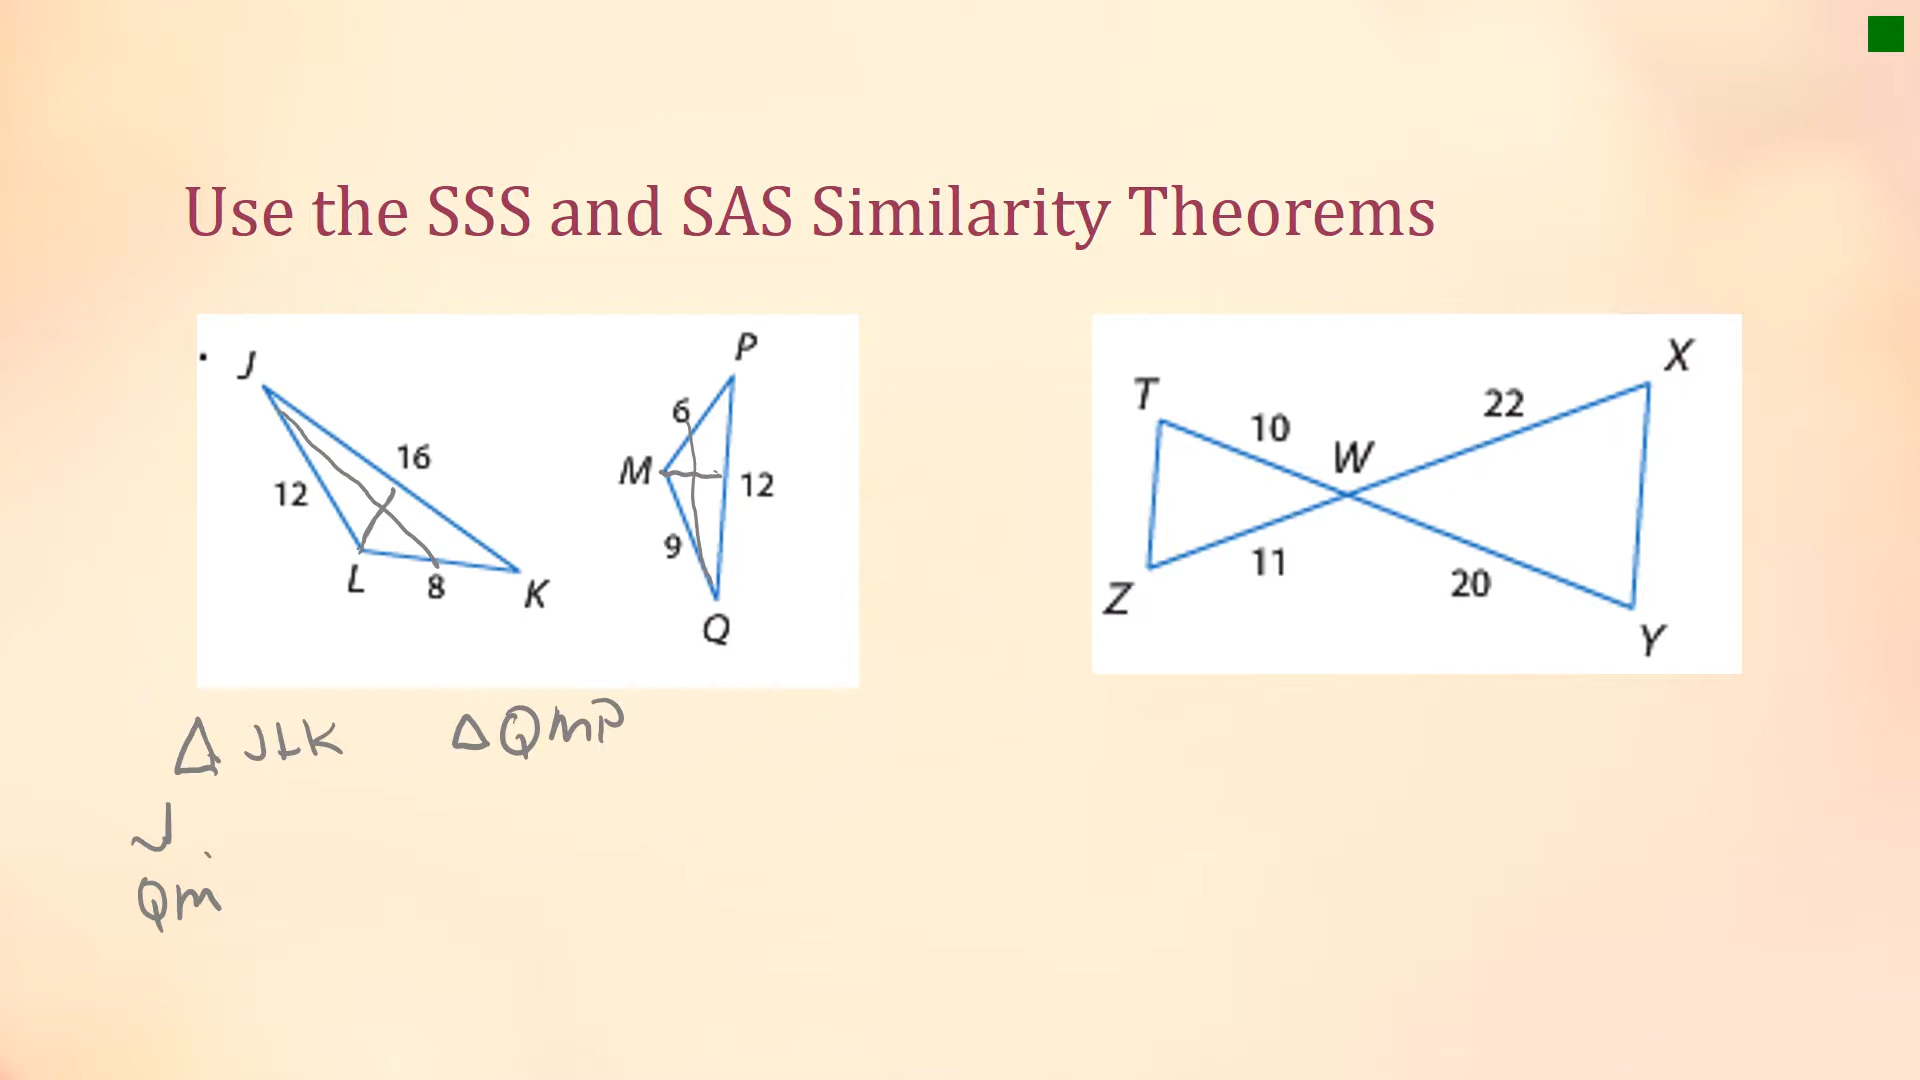 Use the SSS and SAS Similarity Theorems
J
16
12
L
8
K
P
6
M
12
9
Q
T
10
W
22
X
Z
11
20
Y
Δ JLK Δ QMP
J
QM